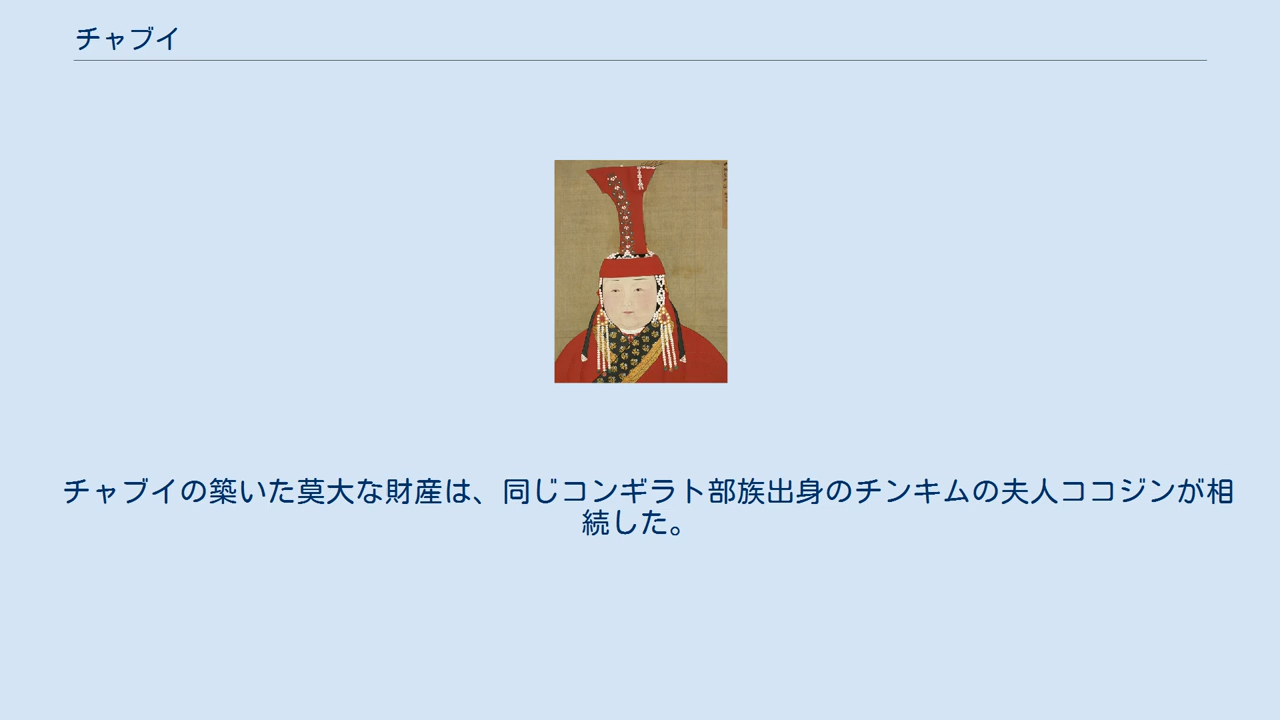 チャブイ
チャブイの築いた莫大な財産は、同じコンギラト部族出身のチンキムの夫人ココジンが相
続した。